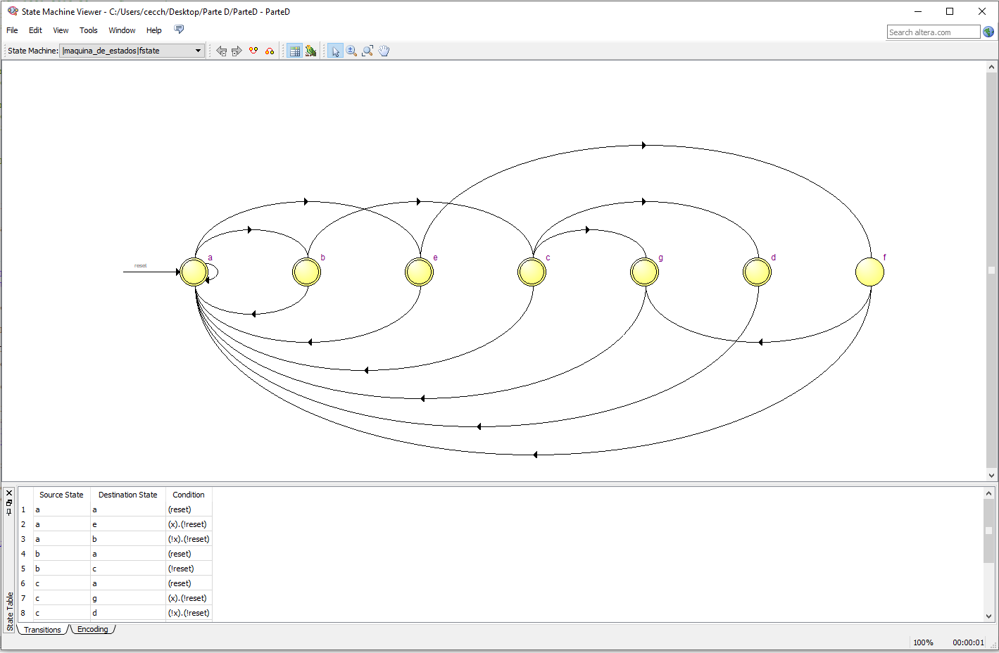 State Machine Viewer - C:/Users/cecch/Desktop/Parte D/ParteD - ParteD
File Edit View Tools Window Help
Search altera.com
State Machine: |maquina_de_estados|fstate
reset
a b e c g d f
Source State Destination State Condition
1 a a (reset)
2 a e (x).(!reset)
3 a b (!x).(!reset)
4 b a (reset)
5 b c (!reset)
6 c a (reset)
7 c g (x).(!reset)
8 c d (!x).(!reset)
State Table
Transitions Encoding
100% 00:00:01